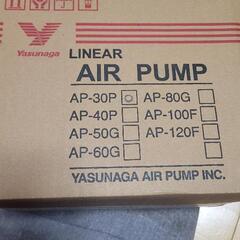 Yasunaga
LINEAR
AIR PUMP
AP-30P AP-80G
AP-40P AP-100F
AP-50G AP-120F
AP-60G
YASUNAGA AIR PUMP INC.